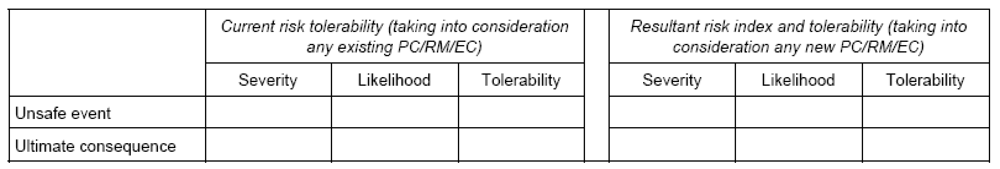 Current risk tolerability (taking into consideration
any existing PC/RM/EC)
Resultant risk index and tolerability (taking into
consideration any new PC/RM/EC)
Severity Likelihood Tolerability Severity Likelihood Tolerability
Unsafe event
Ultimate consequence